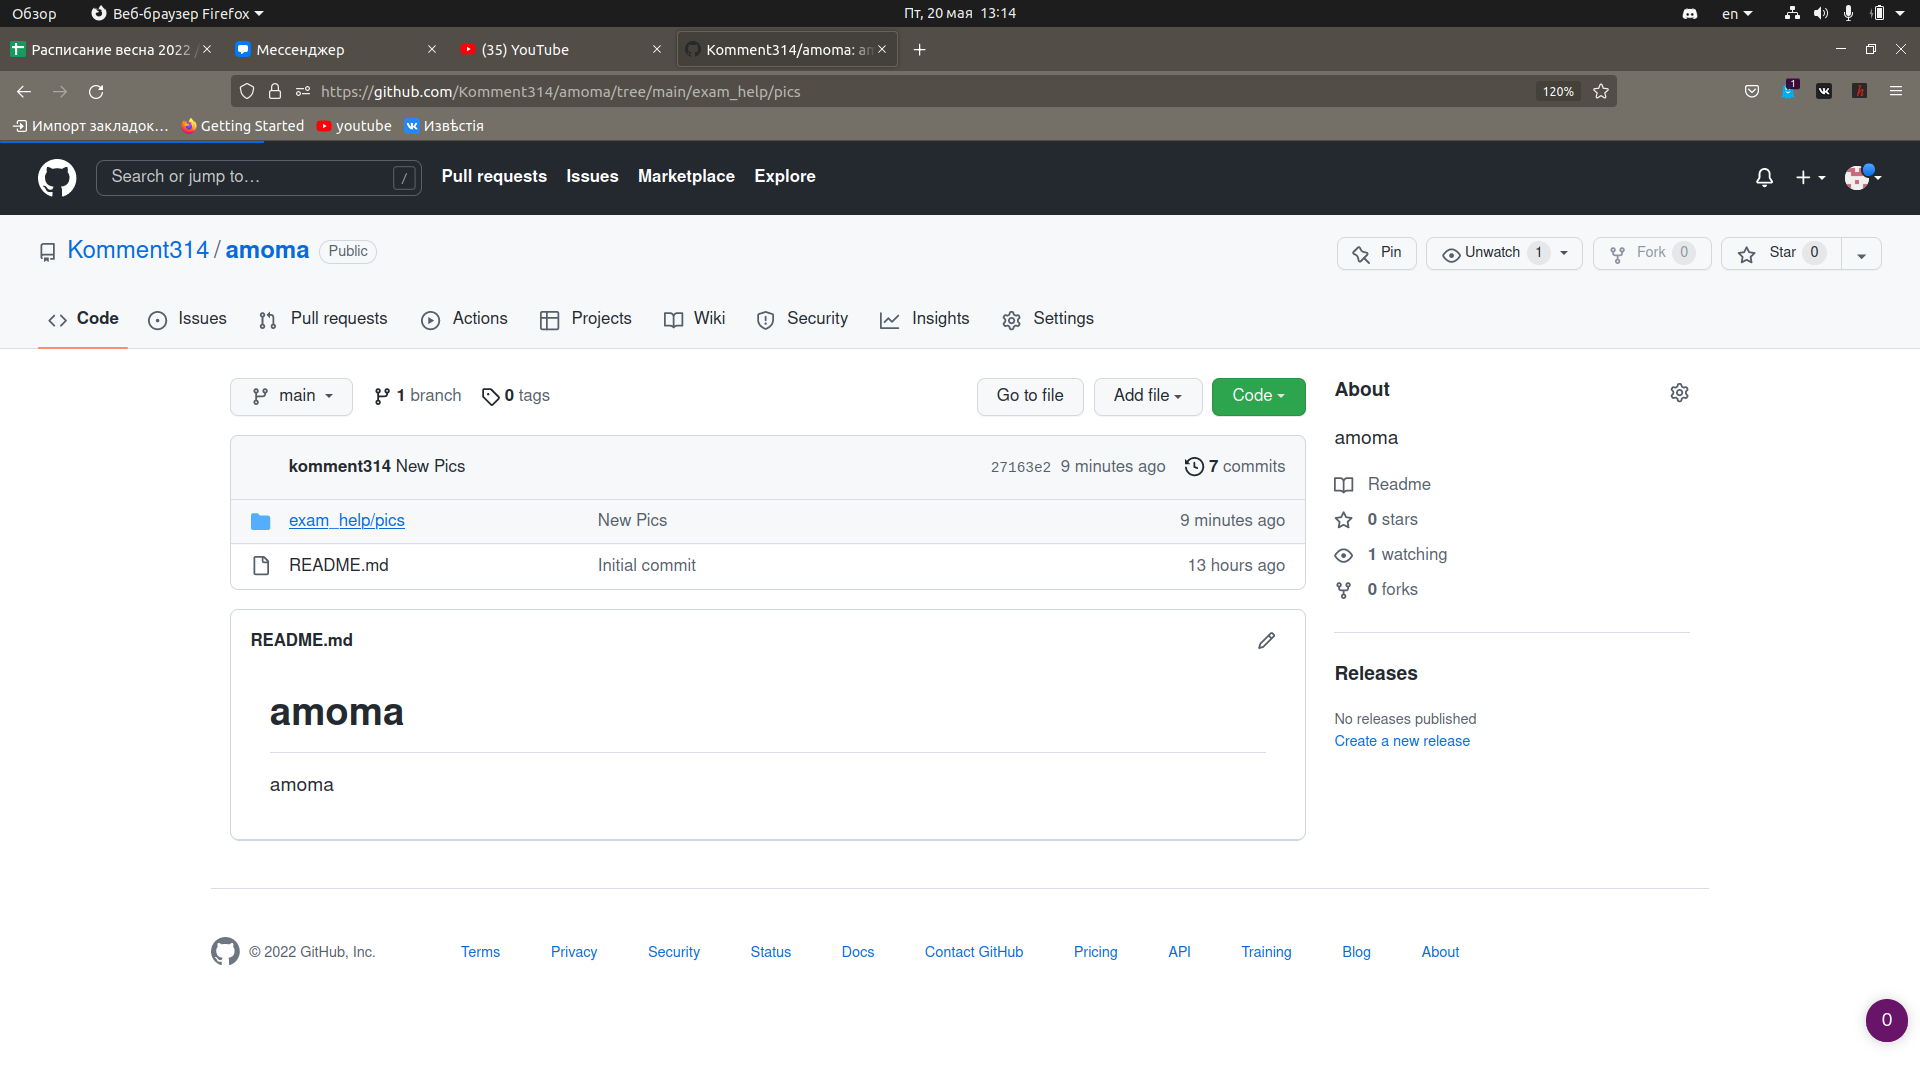 Обзор Веб-браузер Firefox Пт, 20 мая 13:14 en
Расписание весна 2022 Мессенджер (35) YouTube Komment314/amoma: am
https://github.com/Komment314/amoma/tree/main/exam_help/pics 120% 1
Импорт закладок… Getting Started youtube Извѣстія
Search or jump to… / Pull requests Issues Marketplace Explore
Komment314 / amoma Public Pin Unwatch 1 Fork 0 Star 0
Code Issues Pull requests Actions Projects Wiki Security Insights Settings
main 1 branch 0 tags Go to file Add file Code
komment314 New Pics 27163e2 9 minutes ago 7 commits
exam_help/pics New Pics 9 minutes ago
README.md Initial commit 13 hours ago
README.md
amoma
amoma
About
amoma
Readme
0 stars
1 watching
0 forks
Releases
No releases published
Create a new release
© 2022 GitHub, Inc. Terms Privacy Security Status Docs Contact GitHub Pricing API Training Blog About
0